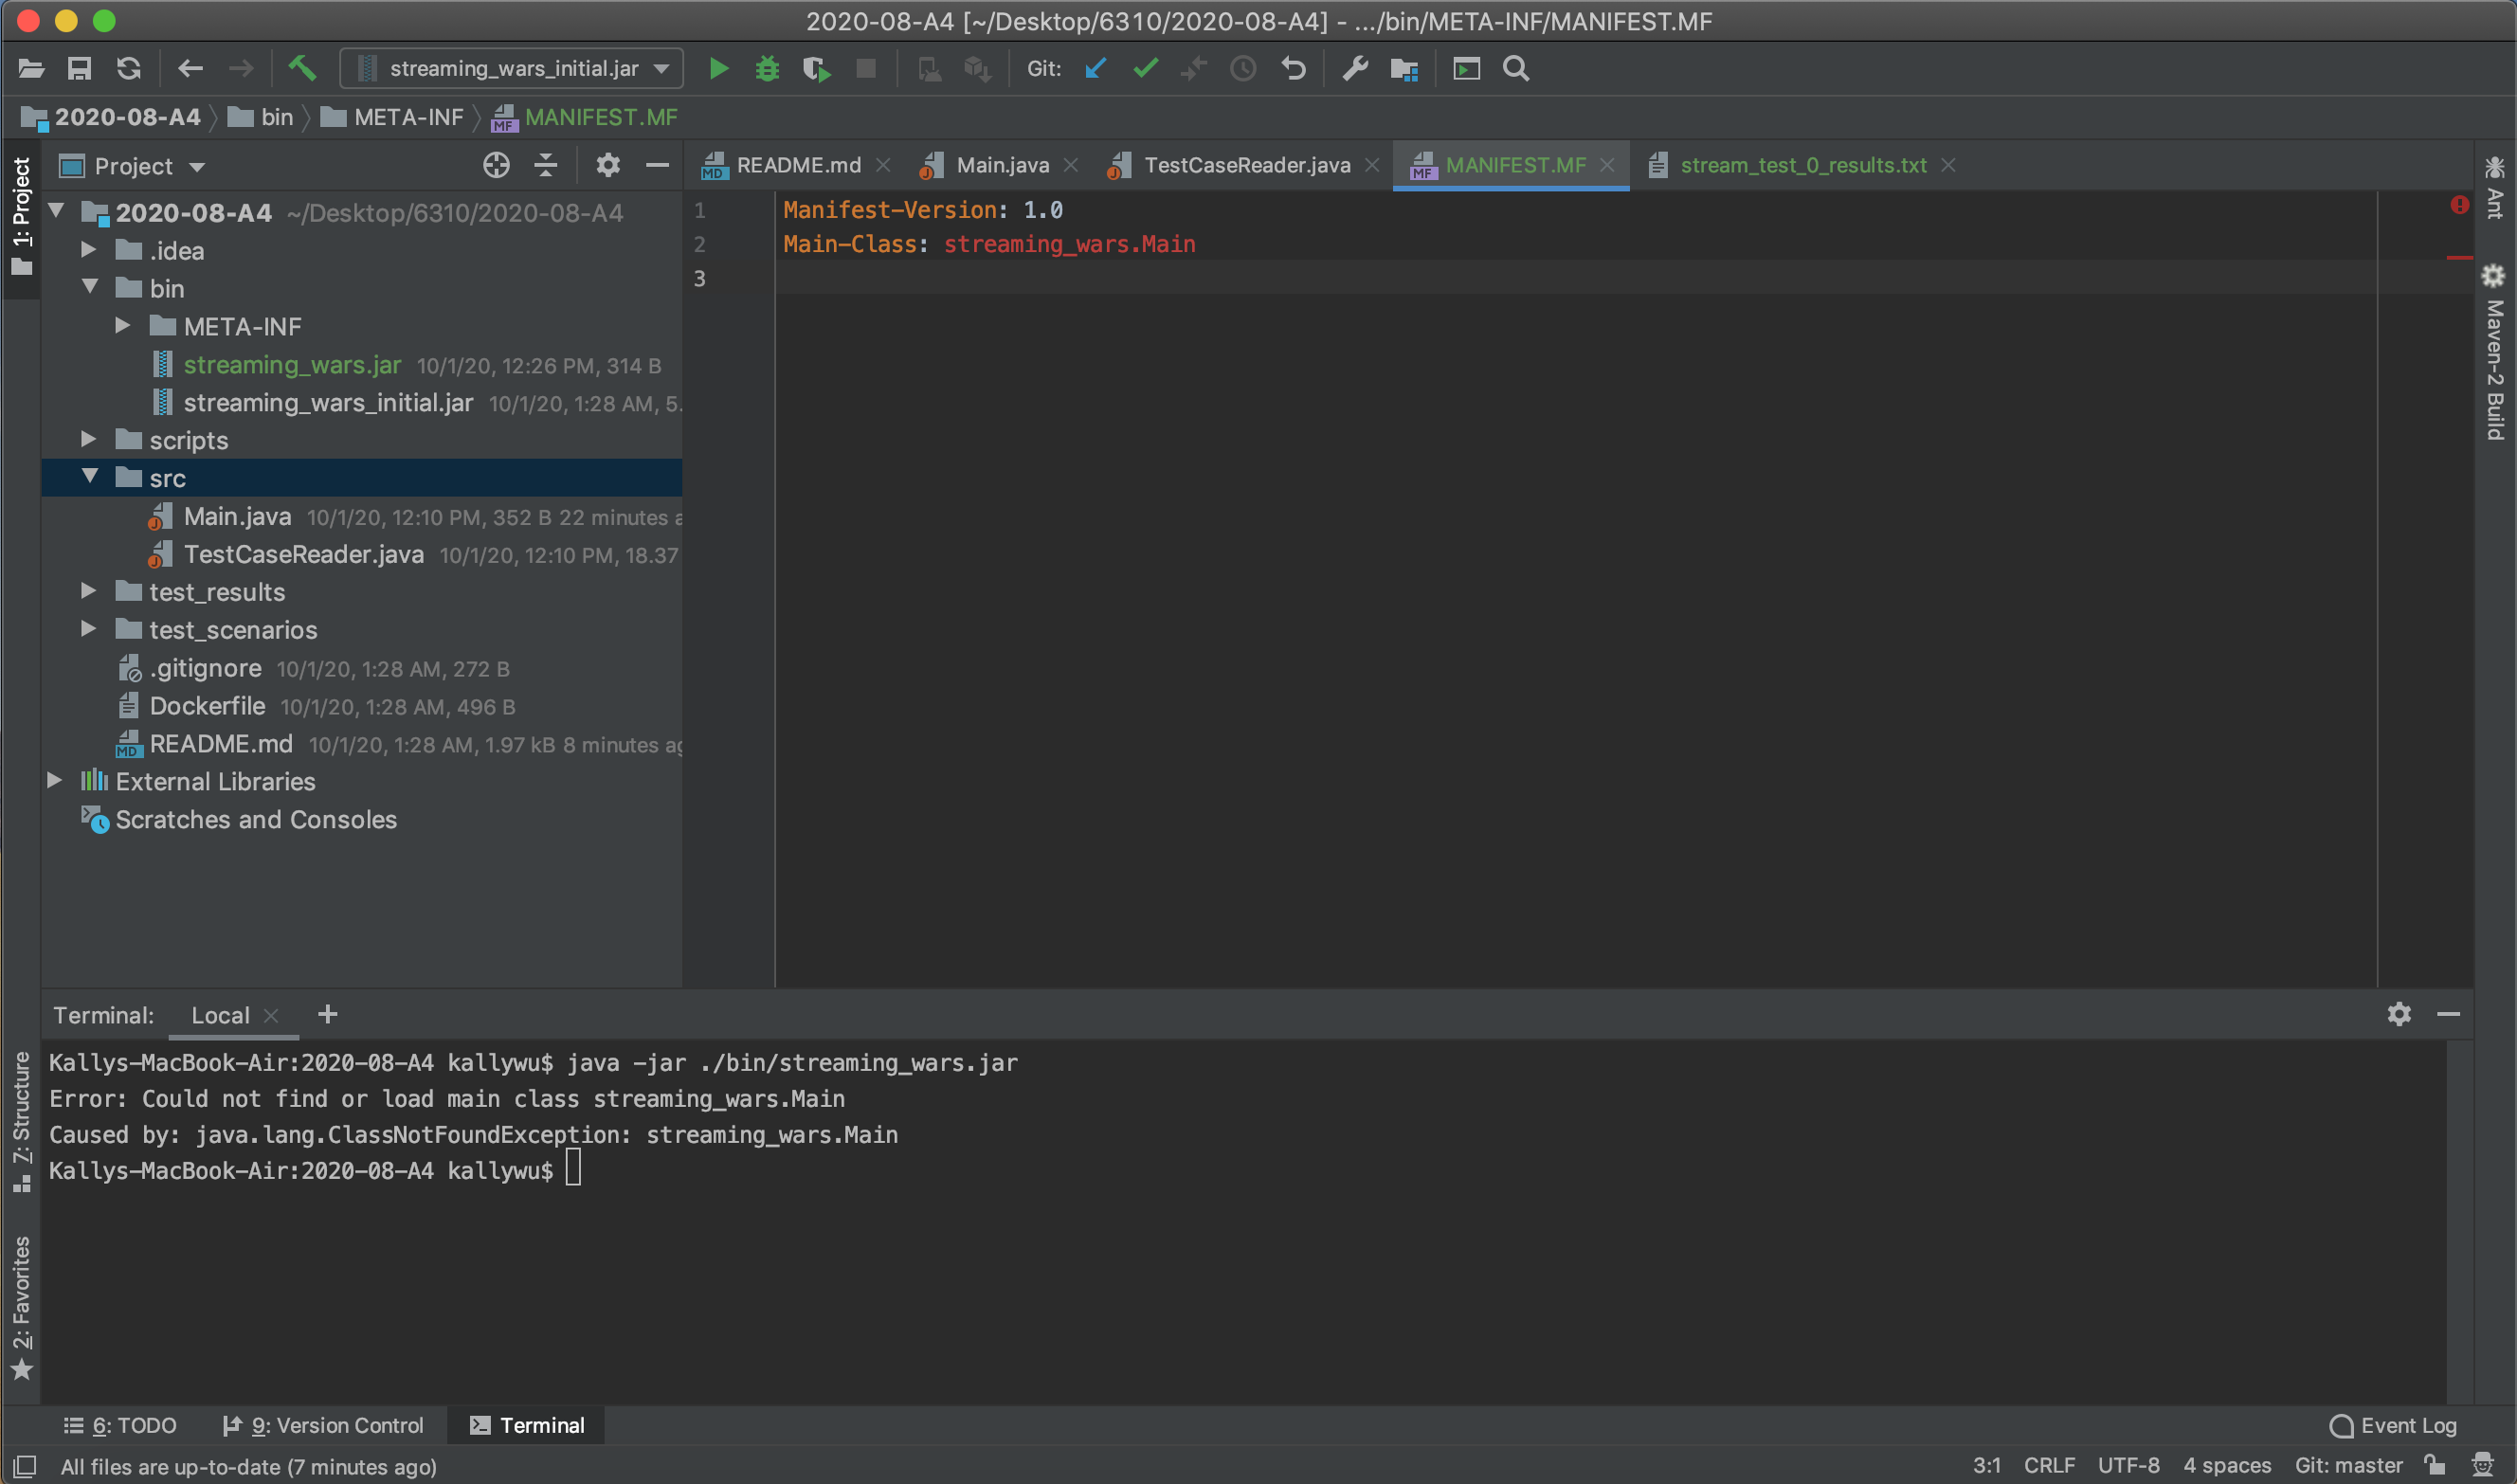 2020-08-A4 [~/Desktop/6310/2020-08-A4] - .../bin/META-INF/MANIFEST.MF
streaming_wars_initial.jar
Git:
2020-08-A4 bin META-INF MANIFEST.MF
Project
README.md Main.java TestCaseReader.java MANIFEST.MF stream_test_0_results.txt
1: Project
2020-08-A4 ~/Desktop/6310/2020-08-A4
.idea
bin
META-INF
streaming_wars.jar 10/1/20, 12:26 PM, 314 B
streaming_wars_initial.jar 10/1/20, 1:28 AM, 5.
scripts
src
Main.java 10/1/20, 12:10 PM, 352 B 22 minutes a
TestCaseReader.java 10/1/20, 12:10 PM, 18.37
test_results
test_scenarios
.gitignore 10/1/20, 1:28 AM, 272 B
Dockerfile 10/1/20, 1:28 AM, 496 B
README.md 10/1/20, 1:28 AM, 1.97 kB 8 minutes ag
External Libraries
Scratches and Consoles
1 Manifest-Version: 1.0
2 Main-Class: streaming_wars.Main
3
Ant
Maven-2 Build
Terminal: Local
Kallys-MacBook-Air:2020-08-A4 kallywu$ java -jar ./bin/streaming_wars.jar
Error: Could not find or load main class streaming_wars.Main
Caused by: java.lang.ClassNotFoundException: streaming_wars.Main
Kallys-MacBook-Air:2020-08-A4 kallywu$
7: Structure
2: Favorites
6: TODO 9: Version Control Terminal Event Log
All files are up-to-date (7 minutes ago) 3:1 CRLF UTF-8 4 spaces Git: master